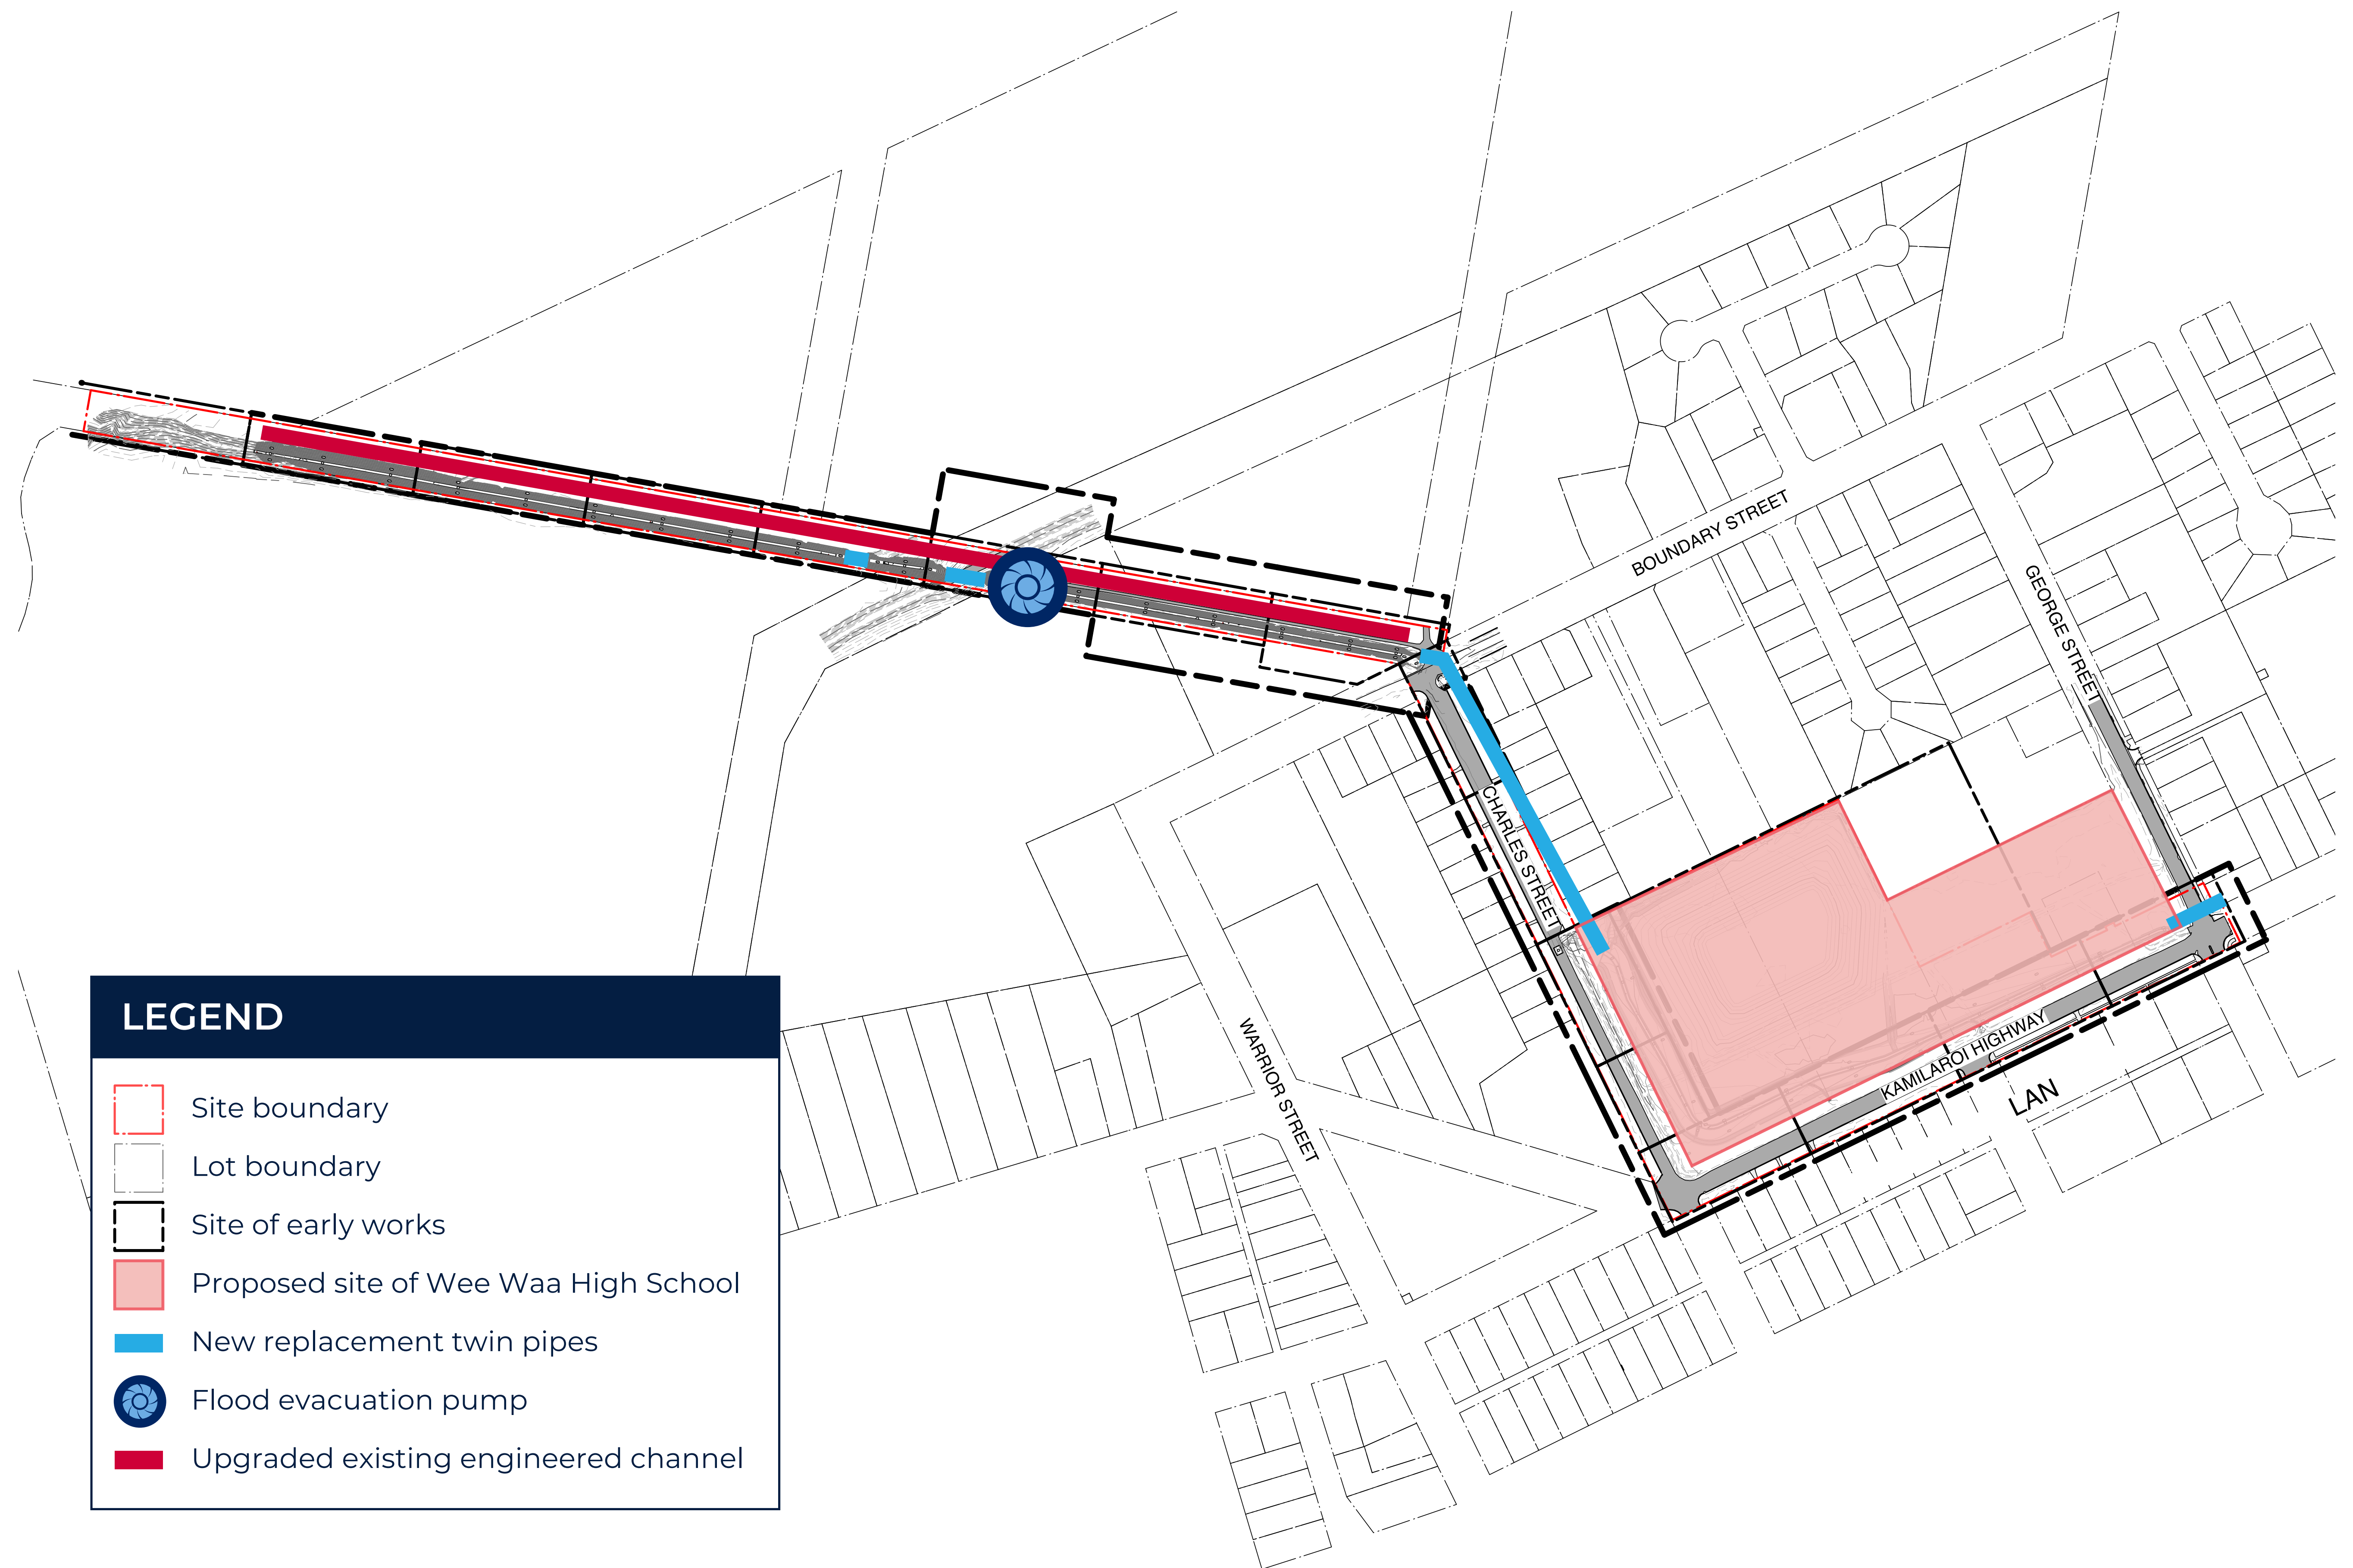 BOUNDARY STREET
GEORGE STREET
CHARLES STREET
WARRIOR STREET
KAMILAROI HIGHWAY
LAN
LEGEND
Site boundary
Lot boundary
Site of early works
Proposed site of Wee Waa High School
New replacement twin pipes
Flood evacuation pump
Upgraded existing engineered channel